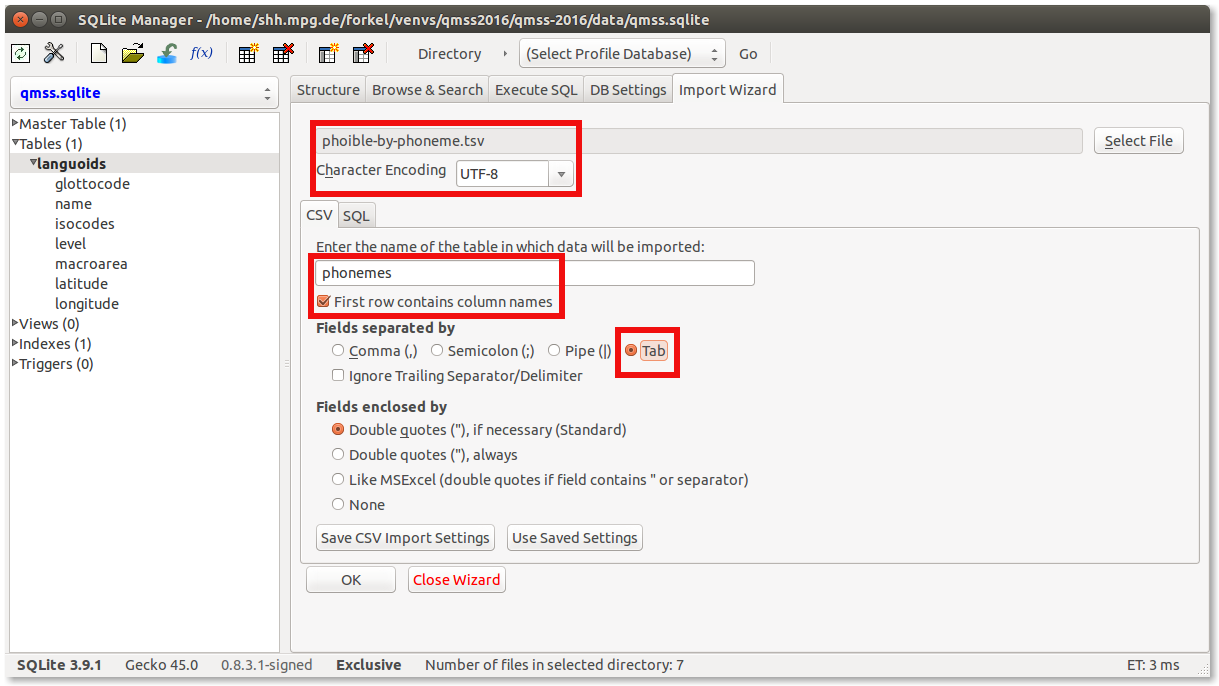 SQLite Manager - /home/shh.mpg.de/forkel/venvs/qmss2016/qmss-2016/data/qmss.sqlite
f(x) Directory (Select Profile Database) Go
qmss.sqlite
Master Table (1)
Tables (1)
languoids
glottocode
name
isocodes
level
macroarea
latitude
longitude
Views (0)
Indexes (1)
Triggers (0)
Structure Browse & Search Execute SQL DB Settings Import Wizard
phoible-by-phoneme.tsv Select File
Character Encoding UTF-8
CSV SQL
Enter the name of the table in which data will be imported:
phonemes
First row contains column names
Fields separated by
Comma (,) Semicolon (;) Pipe (|) Tab
Ignore Trailing Separator/Delimiter
Fields enclosed by
Double quotes ("), if necessary (Standard)
Double quotes ("), always
Like MSExcel (double quotes if field contains " or separator)
None
Save CSV Import Settings Use Saved Settings
OK Close Wizard
SQLite 3.9.1 Gecko 45.0 0.8.3.1-signed Exclusive Number of files in selected directory: 7 ET: 3 ms